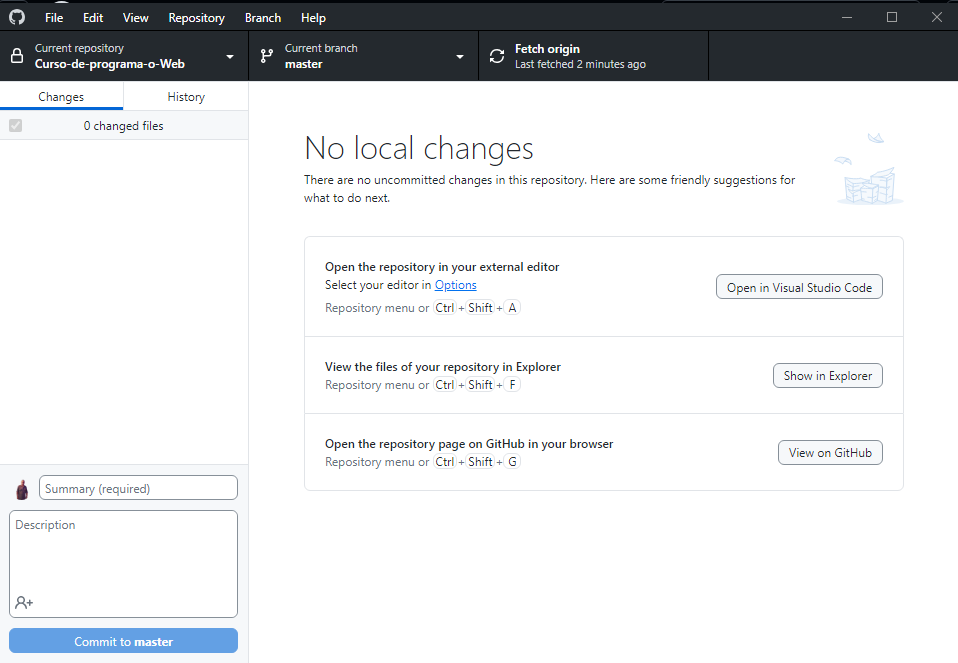 File Edit View Repository Branch Help
Current repository
Curso-de-programa-o-Web
Current branch
master
Fetch origin
Last fetched 2 minutes ago
Changes History
0 changed files
No local changes
There are no uncommitted changes in this repository. Here are some friendly suggestions for
what to do next.
Open the repository in your external editor
Select your editor in Options
Repository menu or Ctrl + Shift + A
Open in Visual Studio Code
View the files of your repository in Explorer
Repository menu or Ctrl + Shift + F
Show in Explorer
Open the repository page on GitHub in your browser
Repository menu or Ctrl + Shift + G
View on GitHub
Summary (required)
Description
Commit to master